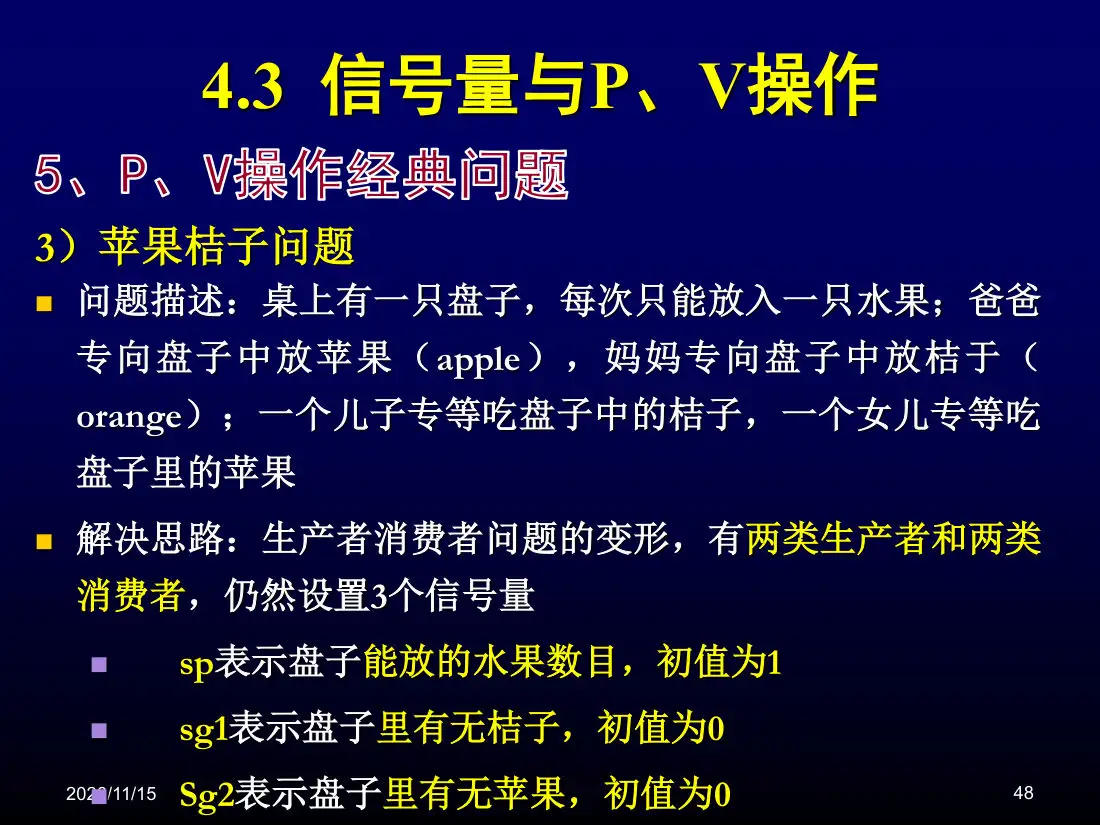 4.3 信号量与P、V操作
5、P、V操作经典问题
3）苹果桔子问题
问题描述：桌上有一只盘子，每次只能放入一只水果；爸爸
专向盘子中放苹果（apple），妈妈专向盘子中放桔于（
orange）；一个儿子专等吃盘子中的桔子，一个女儿专等吃
盘子里的苹果
解决思路：生产者消费者问题的变形，有两类生产者和两类
消费者，仍然设置3个信号量
sp表示盘子能放的水果数目，初值为1
sg1表示盘子里有无桔子，初值为0
Sg2表示盘子里有无苹果，初值为0
48